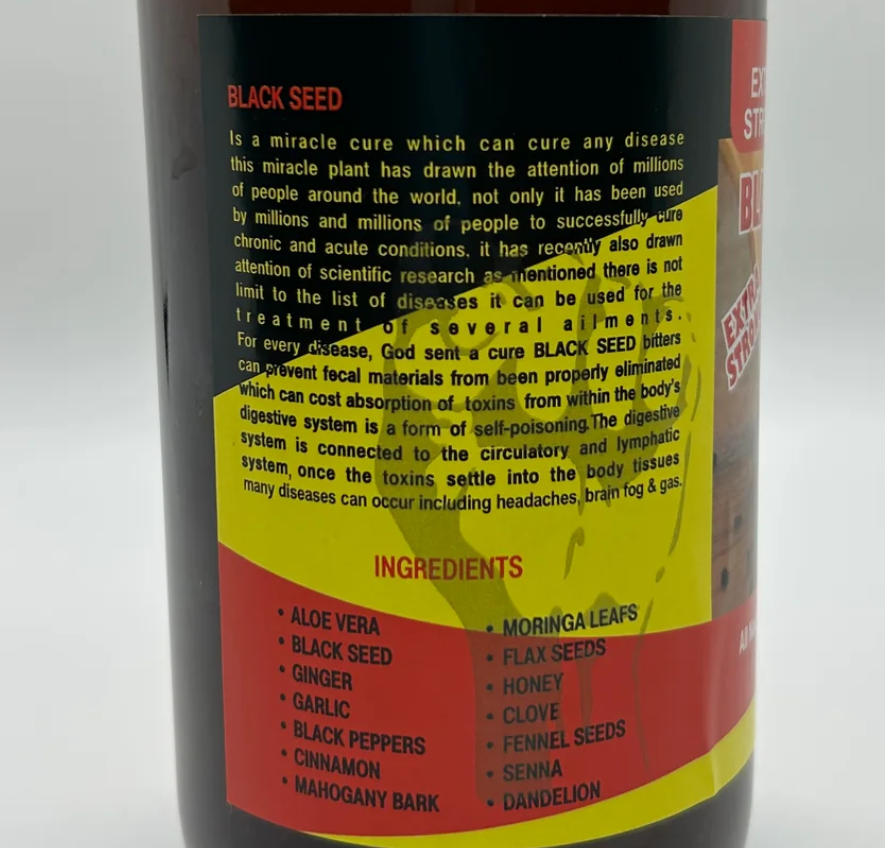 BLACK SEED
Is a miracle cure which can cure any disease
this miracle plant has drawn the attention of millions
of people around the world, not only it has been used
by millions and millions of people to successfully cure
chronic and acute conditions, it has recently also drawn
attention of scientific research as mentioned there is not
limit to the list of diseases it can be used for the
treatment of several ailments.
For every disease, God sent a cure BLACK SEED bitters
can prevent fecal materials from been properly eliminated
which can cost absorption of toxins from within the body's
digestive system is a form of self-poisoning.The digestive
system is connected to the circulatory and lymphatic
system, once the toxins settle into the body tissues
many diseases can occur including headaches, brain fog & gas.
INGREDIENTS
• ALOE VERA
• BLACK SEED
• GINGER
• GARLIC
• BLACK PEPPERS
• CINNAMON
• MAHOGANY BARK
• MORINGA LEAFS
• FLAX SEEDS
• HONEY
• CLOVE
• FENNEL SEEDS
• SENNA
• DANDELION
EXTRA